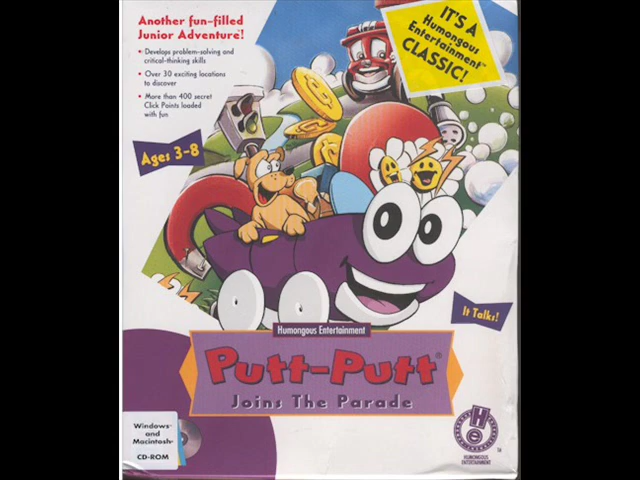 Another fun-filled
Junior Adventure!
• Develops problem-solving and
critical-thinking skills
• Over 30 exciting locations
to discover
• More than 400 secret
Click Points loaded
with fun
IT'S A
Humongous
Entertainment™
CLASSIC!
Ages 3-8
It Talks!
Humongous Entertainment
Putt-Putt®
Joins The Parade
Windows®
and
Macintosh®
CD-ROM
H
e
HUMONGOUS
ENTERTAINMENT
™